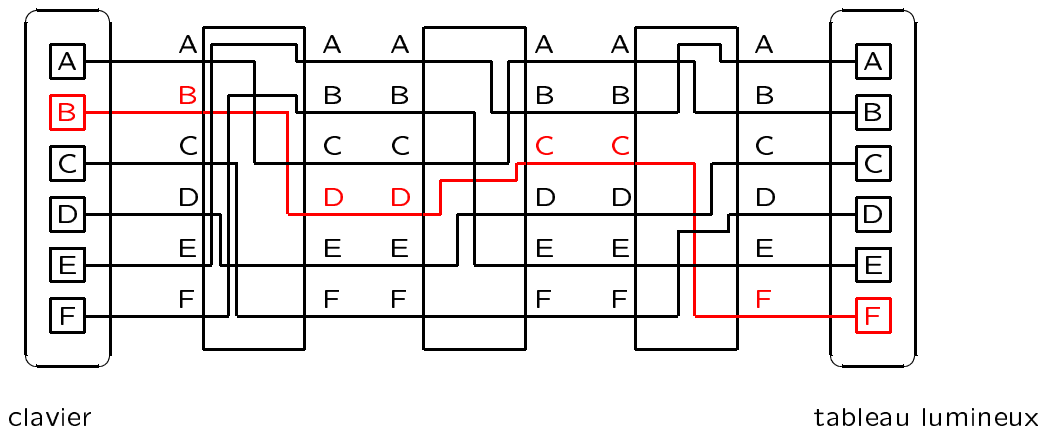 A A A A A A A A
B B B B B B B B
C C C C C C C C
D D D D D D D D
E E E E E E E E
F F F F F F F F
clavier tableau lumineux